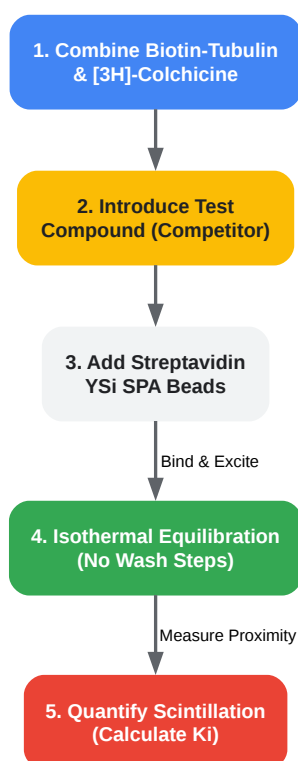 1. Combine Biotin-Tubulin
& [3H]-Colchicine
2. Introduce Test
Compound (Competitor)
3. Add Streptavidin
YSi SPA Beads
Bind & Excite
4. Isothermal Equilibration
(No Wash Steps)
Measure Proximity
5. Quantify Scintillation
(Calculate Ki)